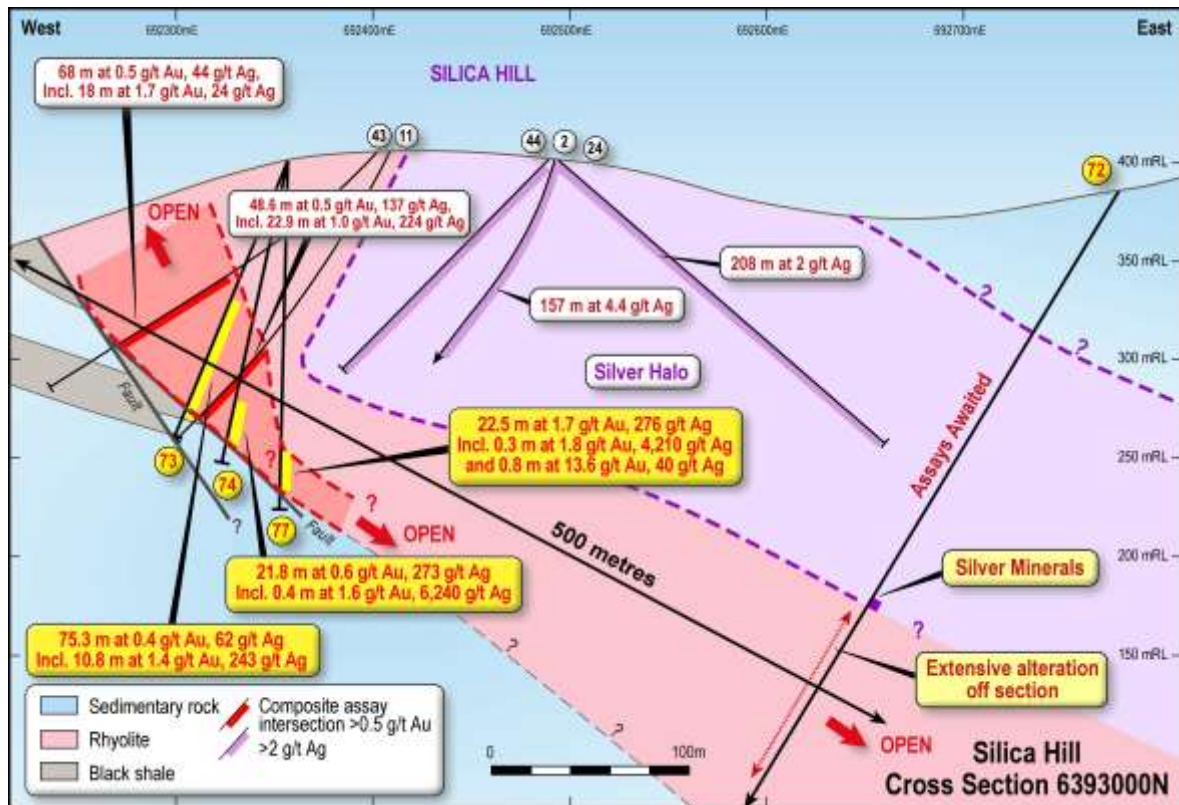 West
692300mE
692400mE
692500mE
692600mE
692700mE
East
68 m at 0.5 g/t Au, 44 g/t Ag,
Incl. 18 m at 1.7 g/t Au, 24 g/t Ag
SILICA HILL
43
11
44
2
24
72
400 mRL
48.6 m at 0.5 g/t Au, 137 g/t Ag,
Incl. 22.9 m at 1.0 g/t Au, 224 g/t Ag
OPEN
208 m at 2 g/t Ag
350 mRL
157 m at 4.4 g/t Ag
?
?
300 mRL
Silver Halo
Fault
22.5 m at 1.7 g/t Au, 276 g/t Ag
Incl. 0.3 m at 1.8 g/t Au, 4,210 g/t Ag
and 0.8 m at 13.6 g/t Au, 40 g/t Ag
Assays Awaited
73
74
77
?
?
?
250 mRL
Fault
OPEN
500 metres
200 mRL
21.8 m at 0.6 g/t Au, 273 g/t Ag
Incl. 0.4 m at 1.6 g/t Au, 6,240 g/t Ag
Silver Minerals
?
75.3 m at 0.4 g/t Au, 62 g/t Ag
Incl. 10.8 m at 1.4 g/t Au, 243 g/t Ag
?
150 mRL
Extensive alteration
off section
Sedimentary rock
Rhyolite
Black shale
Composite assay
intersection >0.5 g/t Au
>2 g/t Ag
?
0
100m
OPEN
Silica Hill
Cross Section 6393000N